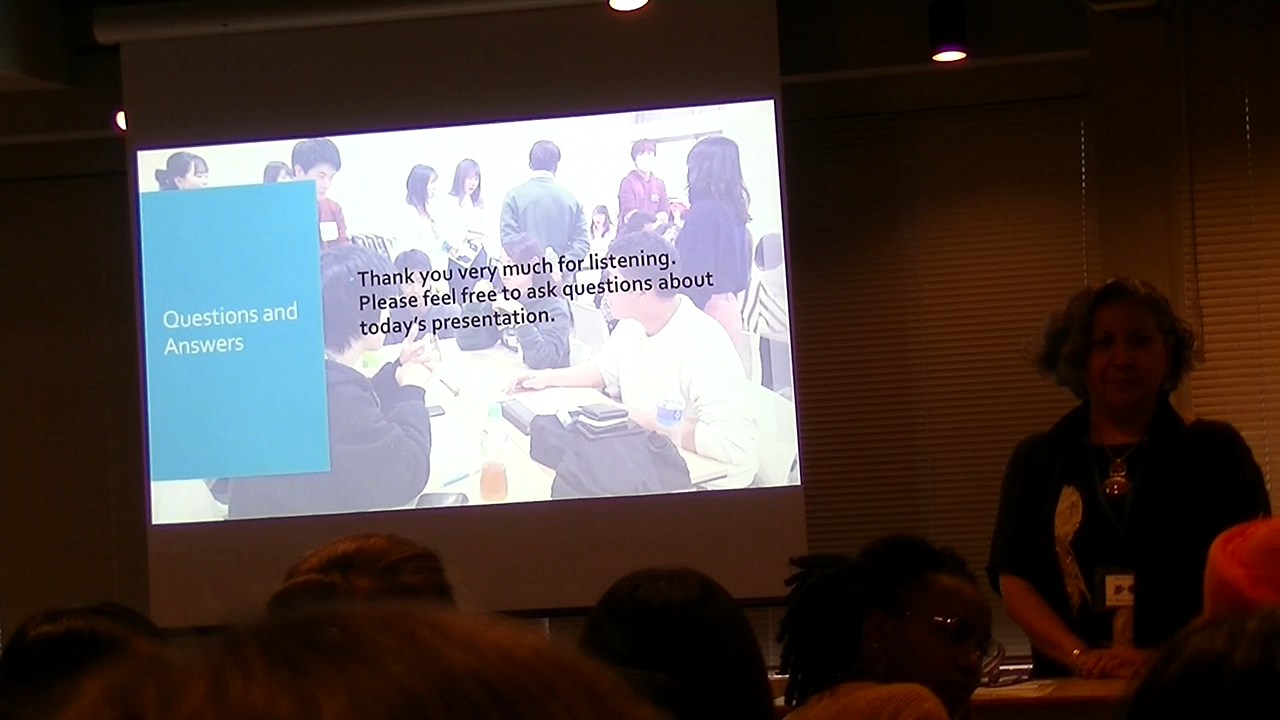 Questions and
Answers
Thank you very much for listening.
Please feel free to ask questions about
today's presentation.